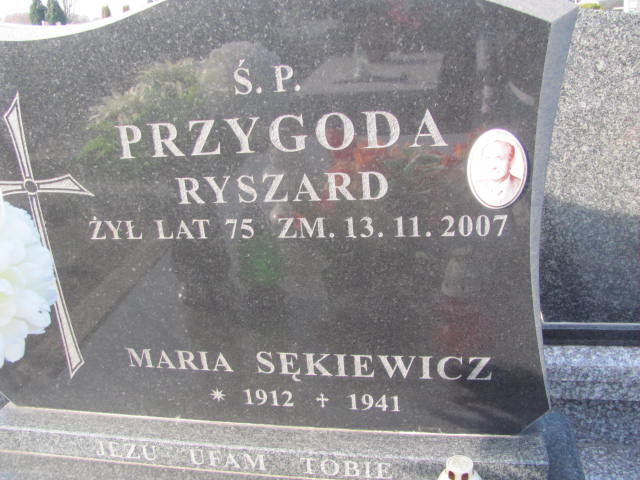 Ś. P.
PRZYGODA
RYSZARD
ŻYŁ LAT 75 ZM. 13. 11. 2007
MARIA SĘKIEWICZ
* 1912 + 1941
JEZU UFAM TOBIE